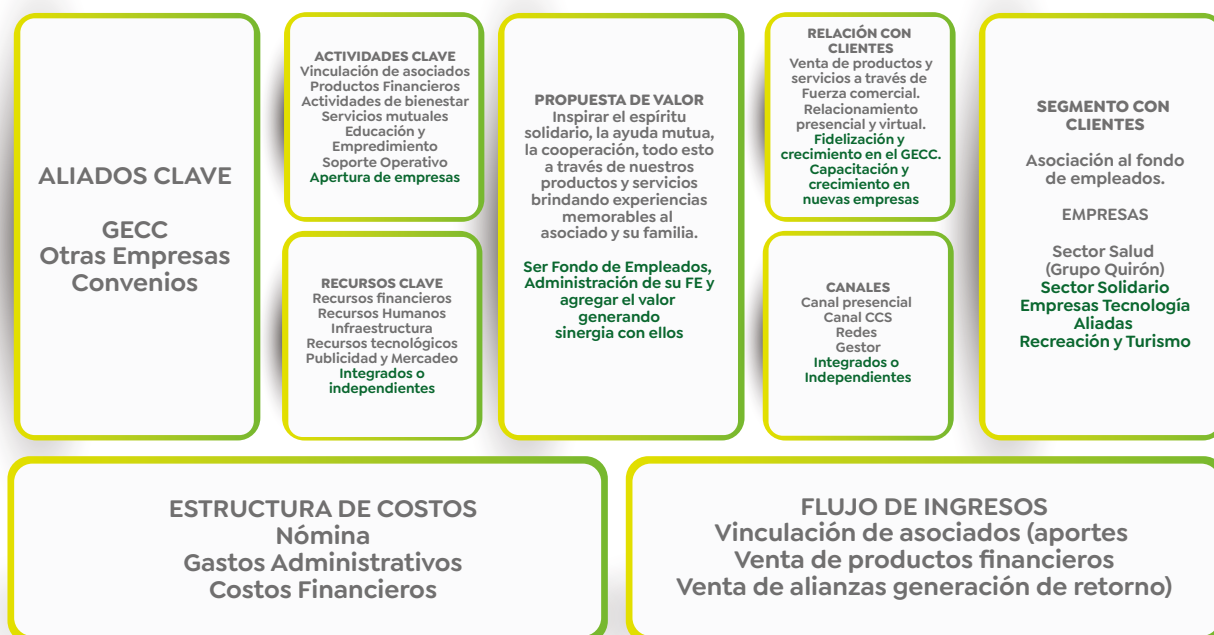 ALIADOS CLAVE
GECC
Otras Empresas
Convenios
ACTIVIDADES CLAVE
Vinculación de asociados
Productos Financieros
Actividades de bienestar
Servicios mutuales
Educación y
Empredimiento
Soporte Operativo
Apertura de empresas
RECURSOS CLAVE
Recursos financieros
Recursos Humanos
Infraestructura
Recursos tecnológicos
Publicidad y Mercadeo
Integrados o
independientes
PROPUESTA DE VALOR
Inspirar el espíritu
solidario, la ayuda mutua,
la cooperación, todo esto
a través de nuestros
productos y servicios
brindando experiencias
memorables al
asociado y su familia.
Ser Fondo de Empleados,
Administración de su FE y
agregar el valor
generando
sinergia con ellos
RELACIÓN CON
CLIENTES
Venta de productos y
servicios a través de
Fuerza comercial.
Relacionamiento
presencial y virtual.
Fidelización y
crecimiento en el GECC.
Capacitación y
crecimiento en
nuevas empresas
CANALES
Canal presencial
Canal CCS
Redes
Gestor
Integrados o
Independientes
SEGMENTO CON
CLIENTES
Asociación al fondo
de empleados.
EMPRESAS
Sector Salud
(Grupo Quirón)
Sector Solidario
Empresas Tecnología
Aliadas
Recreación y Turismo
ESTRUCTURA DE COSTOS
Nómina
Gastos Administrativos
Costos Financieros
FLUJO DE INGRESOS
Vinculación de asociados (aportes
Venta de productos financieros
Venta de alianzas generación de retorno)